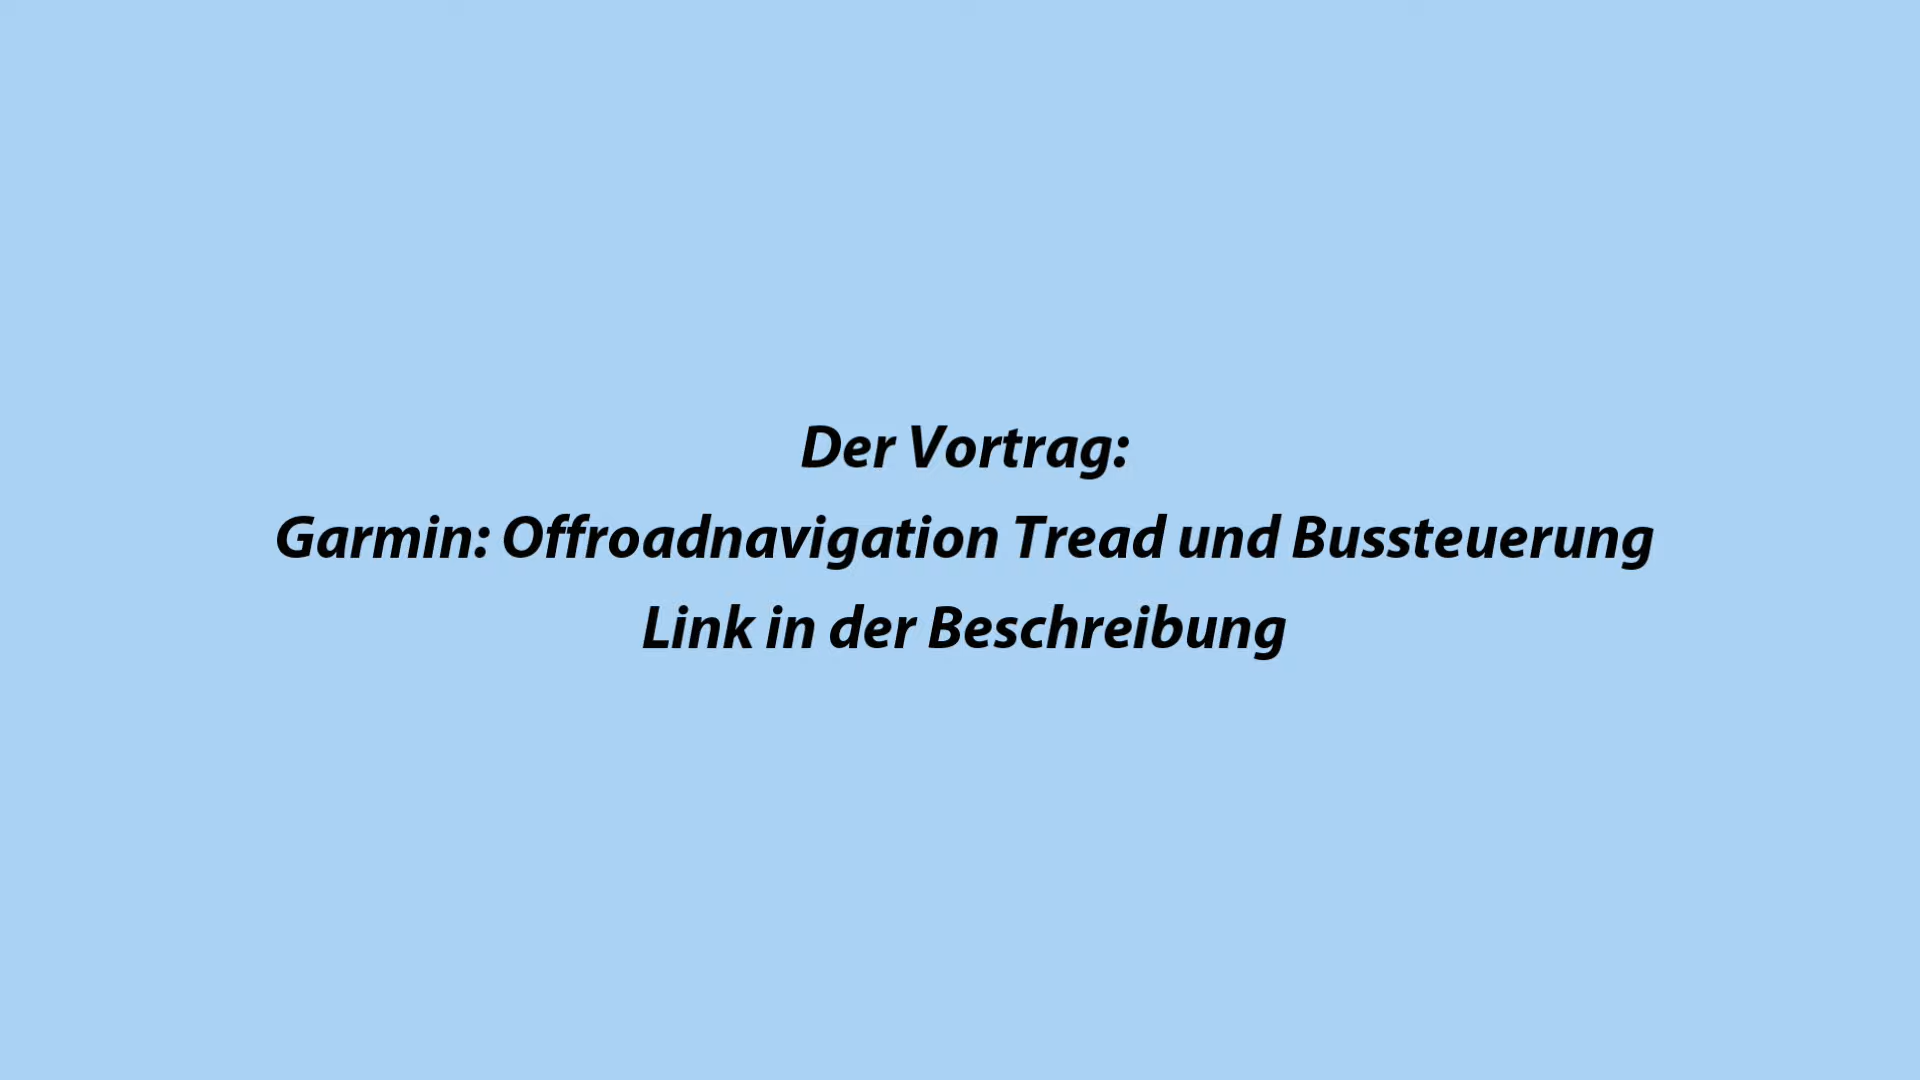 Der Vortrag:
Garmin: Offroadnavigation Tread und Bussteuerung
Link in der Beschreibung